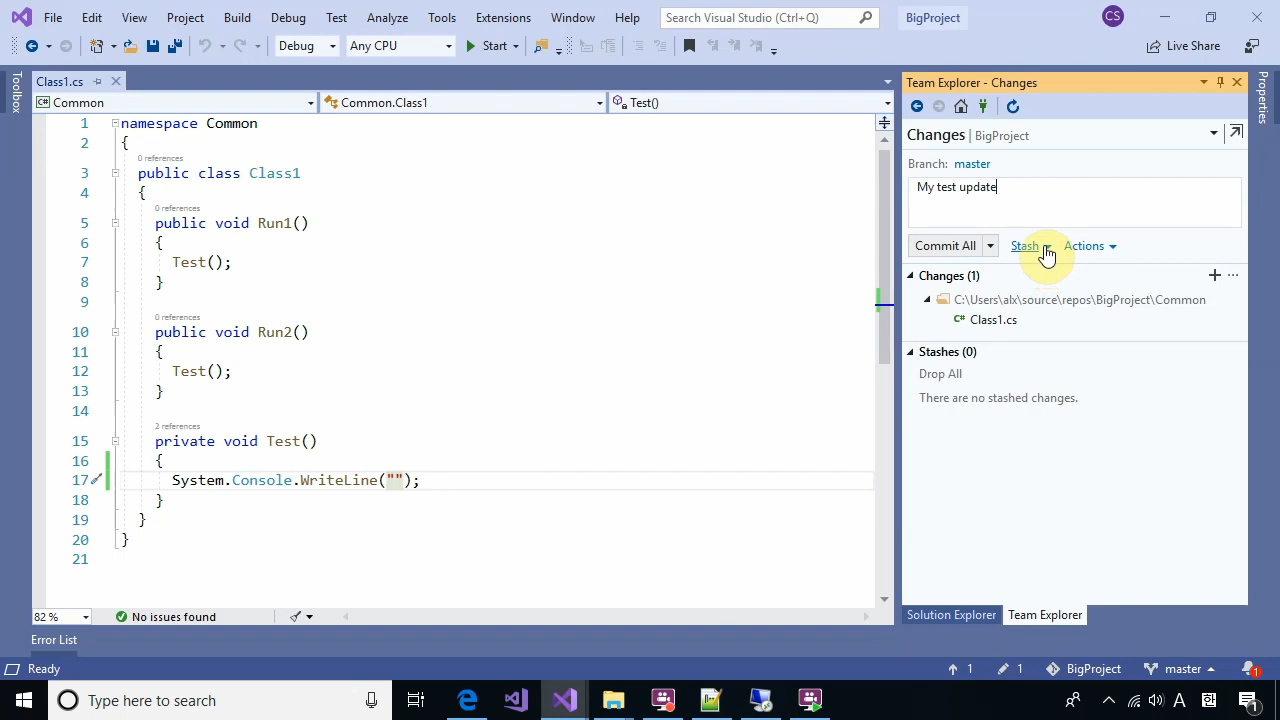 File Edit View Project Build Debug Test Analyze Tools Extensions Window Help Search Visual Studio (Ctrl+Q) BigProject CS
Debug Any CPU Start Live Share
Toolbox
Class1.cs
Common Common.Class1 Test()
1 namespace Common
2 {
0 references
3 public class Class1
4 {
0 references
5 public void Run1()
6 {
7 Test();
8 }
9
0 references
10 public void Run2()
11 {
12 Test();
13 }
14
2 references
15 private void Test()
16 {
17 System.Console.WriteLine("");
18 }
19 }
20 }
21
82 % No issues found
Team Explorer - Changes
Changes | BigProject
Branch: master
My test update
Commit All Stash Actions
Changes (1)
C:\Users\alx\source\repos\BigProject\Common
C# Class1.cs
Stashes (0)
Drop All
There are no stashed changes.
Solution Explorer Team Explorer
Properties
Error List
Ready 1 1 BigProject master 1
Type here to search A 1